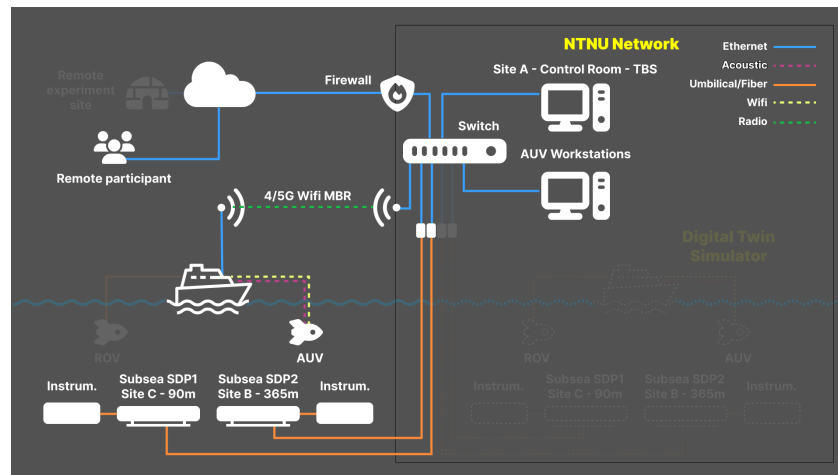 NTNU Network
Ethernet
Acoustic
Umbilical/Fiber
Wifi
Radio
Remote
experiment
site
Firewall
Site A - Control Room - TBS
Switch
AUV Workstations
Remote participant
4/5G Wifi MBR
Digital Twin
Simulator
ROV
AUV
ROV
AUV
Instrum.
Subsea SDP1
Site C - 90m
Subsea SDP2
Site B - 365m
Instrum.
Instrum.
Subsea SDP1
Site C - 90m
Subsea SDP2
Site B - 365m
Instrum.